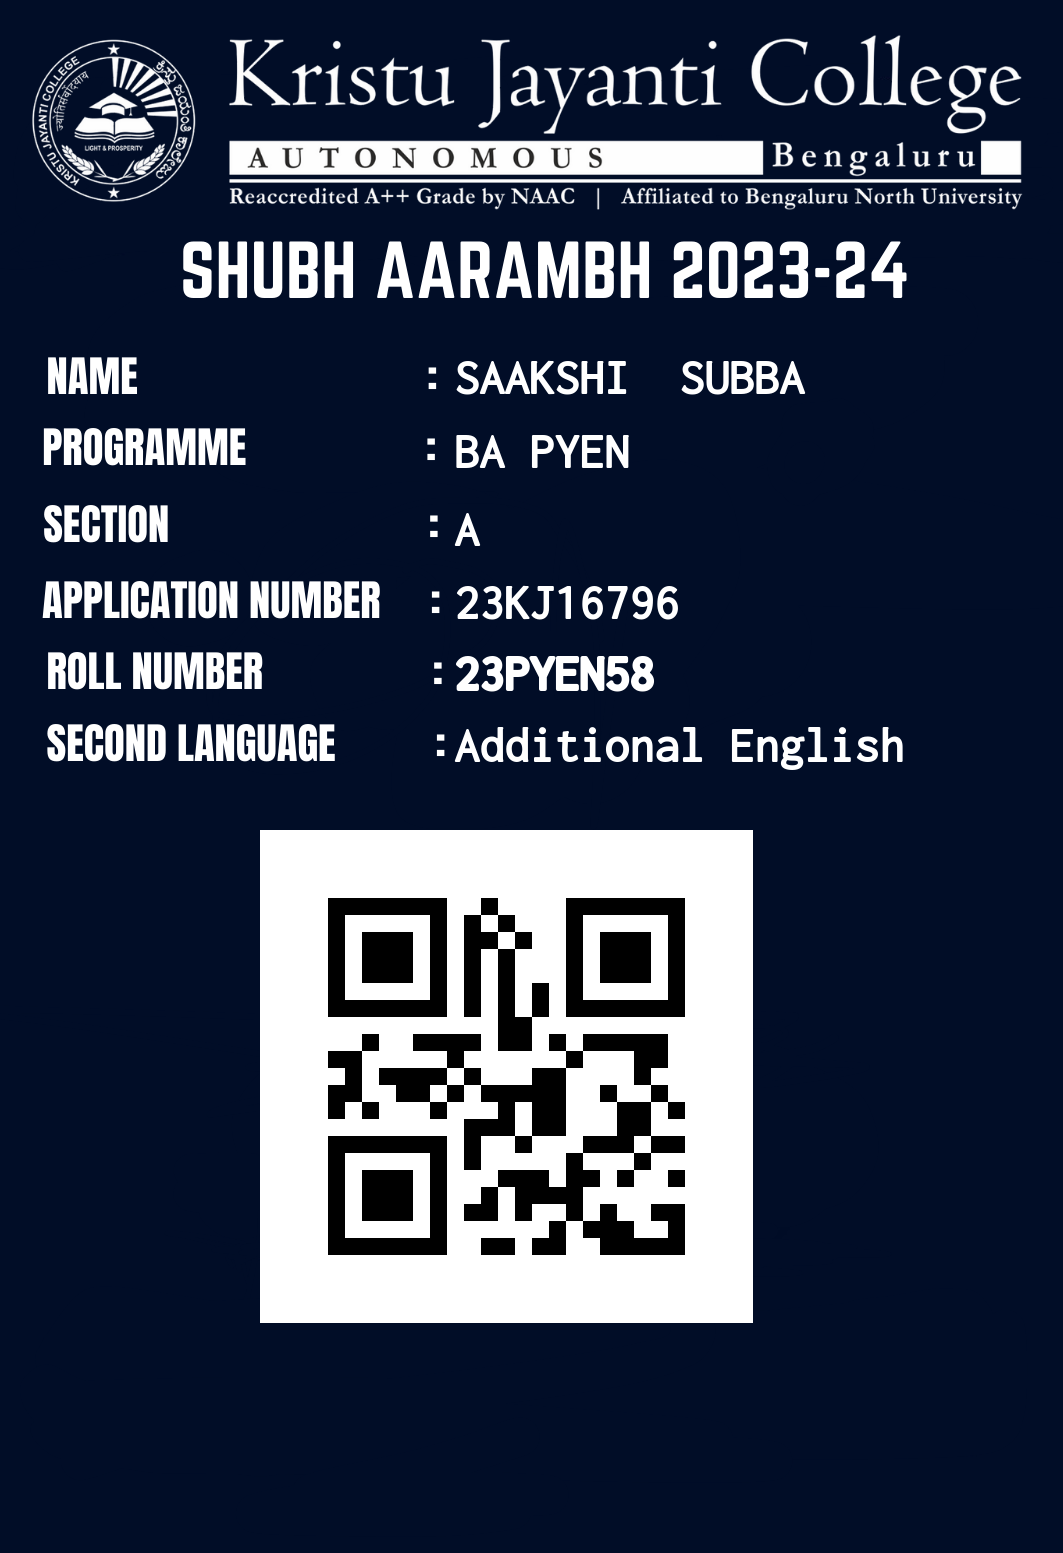 Kristu Jayanti College
AUTONOMOUS Bengaluru
Reaccredited A++ Grade by NAAC | Affiliated to Bengaluru North University
KRISTU JAYANTI COLLEGE
LIGHT & PROSPERITY
SHUBH AARAMBH 2023-24
NAME : SAAKSHI SUBBA
PROGRAMME : BA PYEN
SECTION : A
APPLICATION NUMBER : 23KJ16796
ROLL NUMBER : 23PYEN58
SECOND LANGUAGE : Additional English